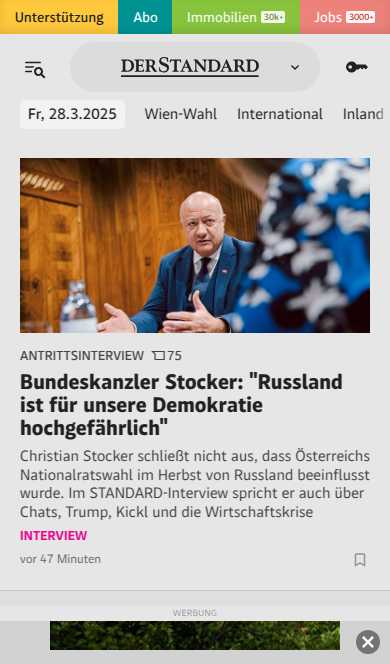 Unterstützung Abo Immobilien 30k+ Jobs 3000+
DERSTANDARD
Fr, 28.3.2025 Wien-Wahl International Inland
ANTRITTSINTERVIEW 75
Bundeskanzler Stocker: "Russland
ist für unsere Demokratie
hochgefährlich"
Christian Stocker schließt nicht aus, dass Österreichs
Nationalratswahl im Herbst von Russland beeinflusst
wurde. Im STANDARD-Interview spricht er auch über
Chats, Trump, Kickl und die Wirtschaftskrise
INTERVIEW
vor 47 Minuten
WERBUNG